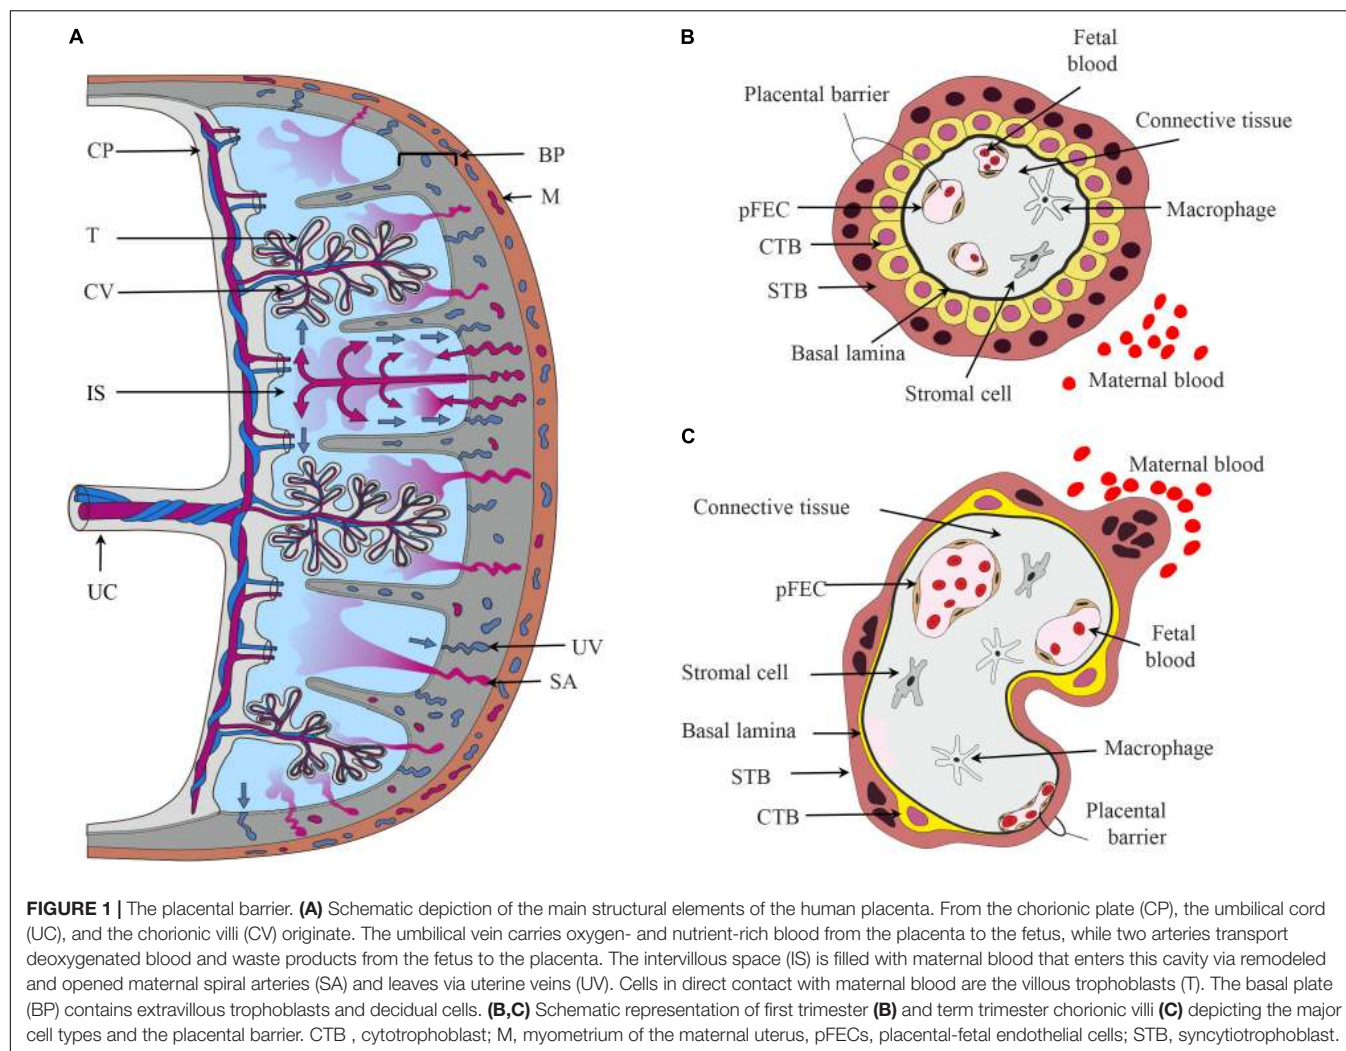 A
CP
BP
M
T
CV
IS
UC
UV
SA
B
Fetal
blood
Placental barrier
Connective tissue
pFEC
Macrophage
CTB
STB
Basal lamina
Stromal cell
Maternal blood
C
Maternal blood
Connective tissue
pFEC
Fetal
blood
Stromal cell
Basal lamina
Macrophage
STB
CTB
Placental
barrier
FIGURE 1 | The placental barrier. (A) Schematic depiction of the main structural elements of the human placenta. From the chorionic plate (CP), the umbilical cord
(UC), and the chorionic villi (CV) originate. The umbilical vein carries oxygen- and nutrient-rich blood from the placenta to the fetus, while two arteries transport
deoxygenated blood and waste products from the fetus to the placenta. The intervillous space (IS) is filled with maternal blood that enters this cavity via remodeled
and opened maternal spiral arteries (SA) and leaves via uterine veins (UV). Cells in direct contact with maternal blood are the villous trophoblasts (T). The basal plate
(BP) contains extravillous trophoblasts and decidual cells. (B,C) Schematic representation of first trimester (B) and term trimester chorionic villi (C) depicting the major
cell types and the placental barrier. CTB , cytotrophoblast; M, myometrium of the maternal uterus, pFECs, placental-fetal endothelial cells; STB, syncytiotrophoblast.